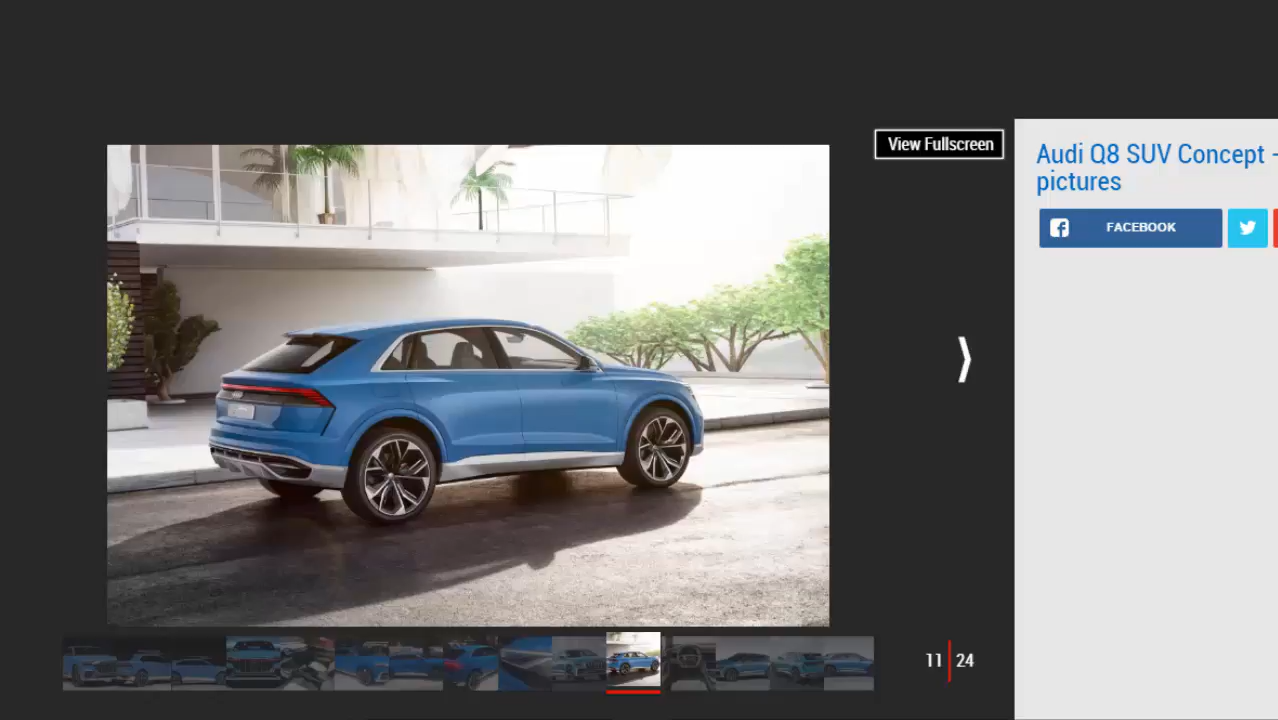 View Fullscreen
Audi Q8 SUV Concept -
pictures
FACEBOOK
11 24